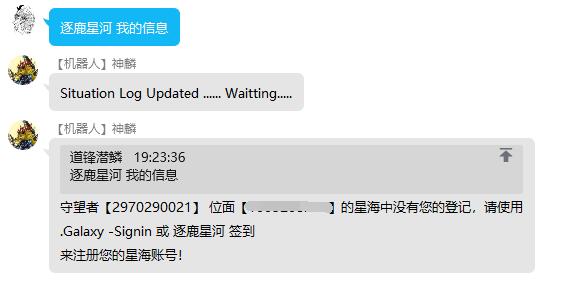 逐鹿星河 我的信息
【机器人】神麟
Situation Log Updated ...... Waitting.....
【机器人】神麟
道锋潜鳞 19:23:36
逐鹿星河 我的信息
守望者【2970290021】 位面【】的星海中没有您的登记，请使用
.Galaxy -Signin 或 逐鹿星河 签到
来注册您的星海账号！